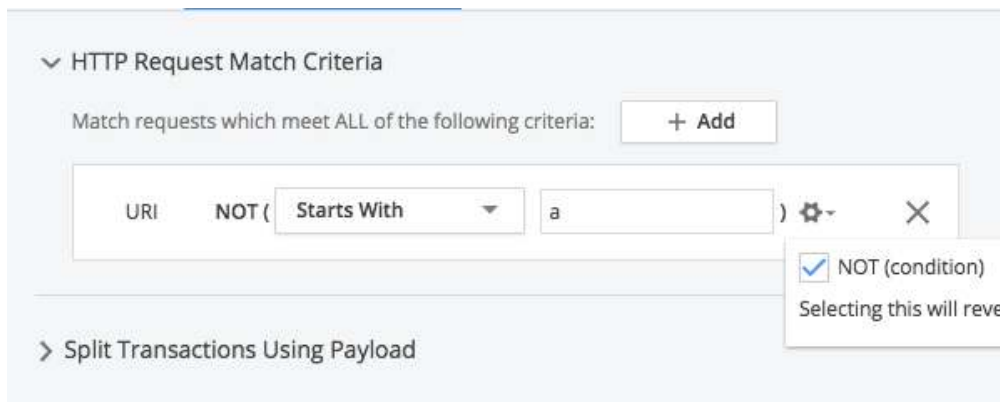 HTTP Request Match Criteria
Match requests which meet ALL of the following criteria: + Add
URI NOT ( Starts With a )
NOT (condition)
Selecting this will reve
Split Transactions Using Payload